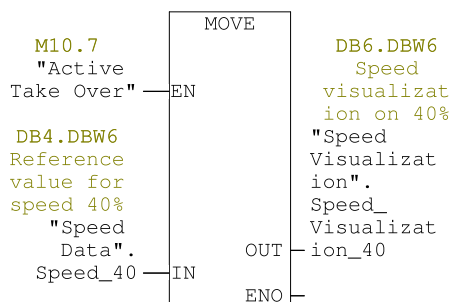 MOVE
M10.7
"Active
Take Over"
EN
DB4.DBW6
Reference
value for
speed 40%
"Speed
Data".
Speed_40
IN
DB6.DBW6
Speed
visualizat
ion on 40%
"Speed
Visualizat
ion".
Speed_
Visualizat
ion_40
OUT
ENO